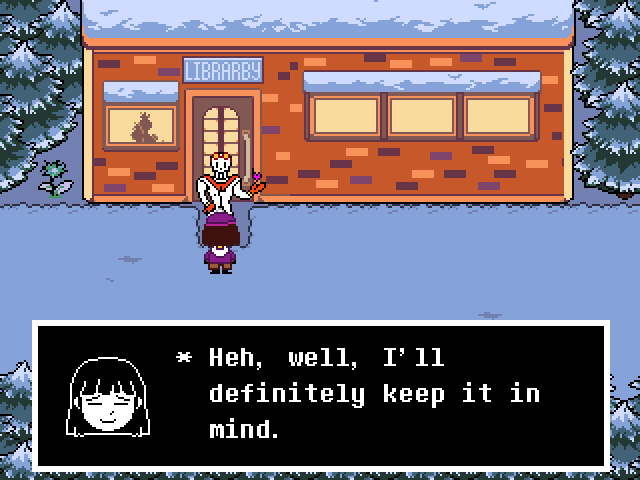 LIBRARBY
* Heh, well, I'll
definitely keep it in
mind.